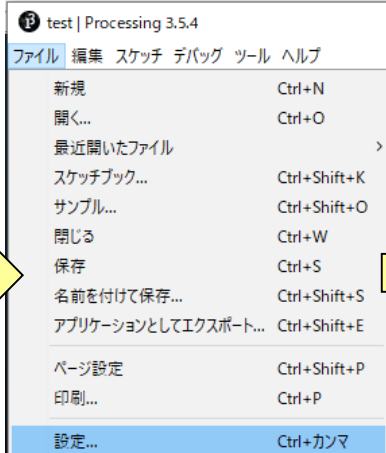 test | Processing 3.5.4
ファイル 編集 スケッチ デバッグ ツール ヘルプ
新規 Ctrl+N
開く... Ctrl+O
最近開いたファイル >
スケッチブック... Ctrl+Shift+K
サンプル... Ctrl+Shift+O
閉じる Ctrl+W
保存 Ctrl+S
名前を付けて保存... Ctrl+Shift+S
アプリケーションとしてエクスポート... Ctrl+Shift+E
ページ設定 Ctrl+Shift+P
印刷... Ctrl+P
設定... Ctrl+カンマ